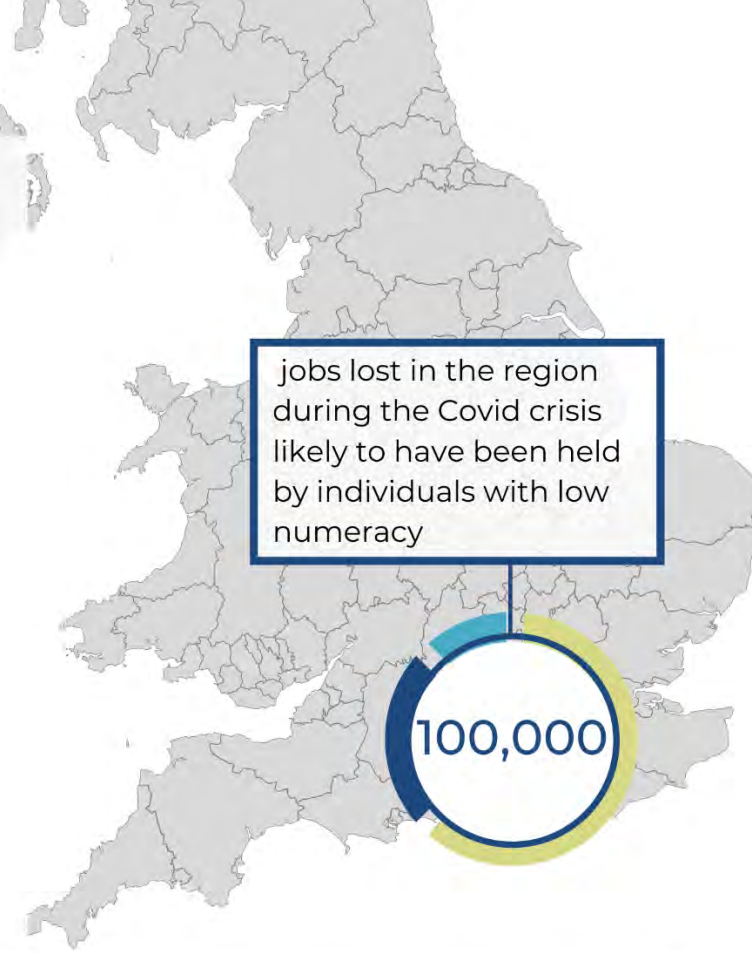 jobs lost in the region
during the Covid crisis
likely to have been held
by individuals with low
numeracy
100,000